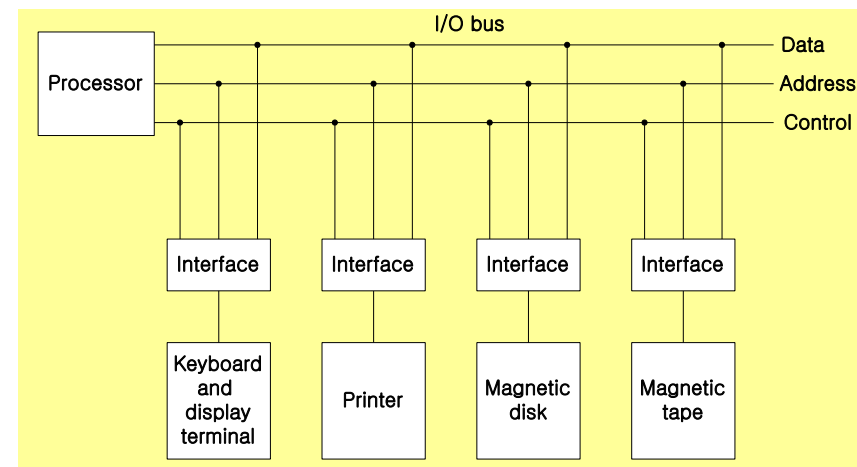 I/O bus
Data
Processor
Address
Control
Interface
Interface
Interface
Interface
Keyboard
and
display
terminal
Printer
Magnetic
disk
Magnetic
tape